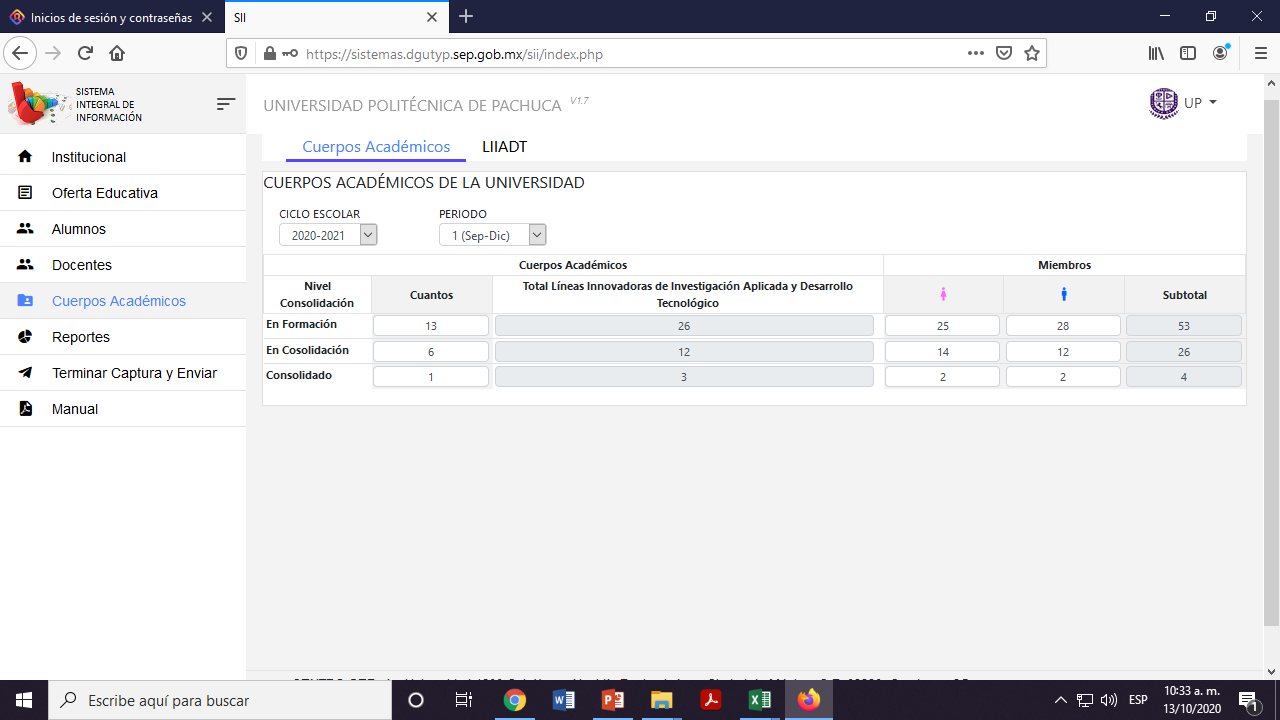 Inicios de sesión y contraseñas
SII
https://sistemas.dgutyp.sep.gob.mx/sii/index.php
SISTEMA
INTEGRAL DE
INFORMACIÓN
UNIVERSIDAD POLITÉCNICA DE PACHUCA V1.7
UP
Institucional
Oferta Educativa
Alumnos
Docentes
Cuerpos Académicos
Reportes
Terminar Captura y Enviar
Manual
Cuerpos Académicos LIIADT
CUERPOS ACADÉMICOS DE LA UNIVERSIDAD
CICLO ESCOLAR PERIODO
2020-2021 1 (Sep-Dic)
Cuerpos Académicos Miembros
Nivel
Consolidación
Cuantos
Total Líneas Innovadoras de Investigación Aplicada y Desarrollo
Tecnológico
Subtotal
En Formación 13 26 25 28 53
En Cosolidación 6 12 14 12 26
Consolidado 1 3 2 2 4
Escribe aquí para buscar
ESP
10:33 a. m.
13/10/2020
1